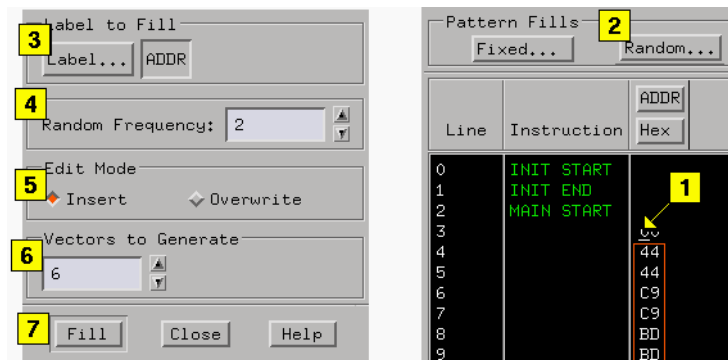 Label to Fill
3
Label... ADDR
4
Random Frequency: 2
Edit Mode
5
Insert Overwrite
Vectors to Generate
6
6
7
Fill Close Help
Pattern Fills
2
Fixed... Random...
ADDR
Line Instruction Hex
0 INIT START
1 INIT END
1
2 MAIN START
3
4 44
5 44
6 C9
7 C9
8 BD
9 BD